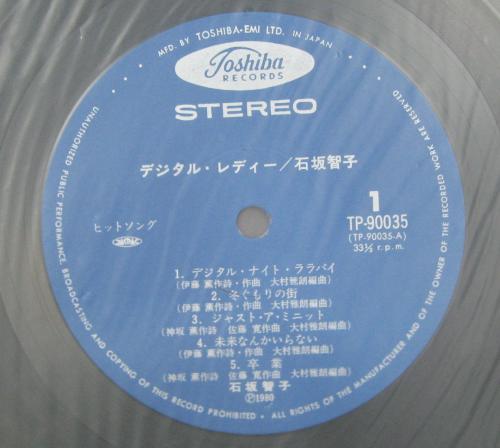 MFD. BY TOSHIBA-EMI LTD. IN JAPAN
Toshiba
RECORDS
STEREO
デジタル・レディー/石坂智子
1
TP-90035
(TP-90035-A)
33⅓ r.p.m.
ヒットソング
1. デジタル・ナイト・ララバイ
(伊藤 薫作詩・作曲 大村雅朗編曲)
2. 冬ぐもりの街
(伊藤 薫作詩・作曲 大村雅朗編曲)
3. ジャスト・ア・ミニット
(神坂 薫作詩 佐藤 寛作曲 大村雅朗編曲)
4. 未来なんかいらない
(伊藤 薫作詩・作曲 大村雅朗編曲)
5. 卒業
(神坂 薫作詩 佐藤 寛作曲 大村雅朗編曲)
石坂智子
Ⓟ1980
UNAUTHORIZED PUBLIC PERFORMANCE, BROADCASTING AND COPYING OF THIS RECORD PROHIBITED • ALL RIGHTS OF THE MANUFACTURER AND OF THE OWNER OF THE RECORDED WORK ARE RESERVED